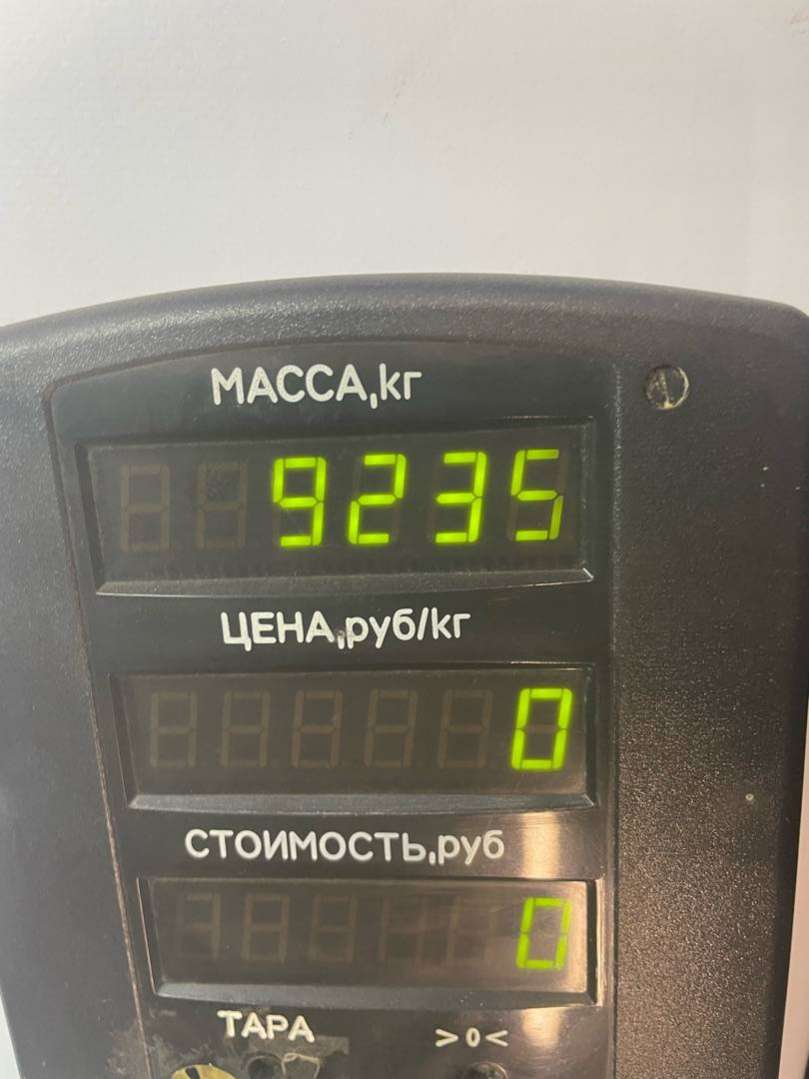 МАССА,кг
9235
ЦЕНА,руб/кг
0
СТОИМОСТЬ,руб
0
ТАРА >0<